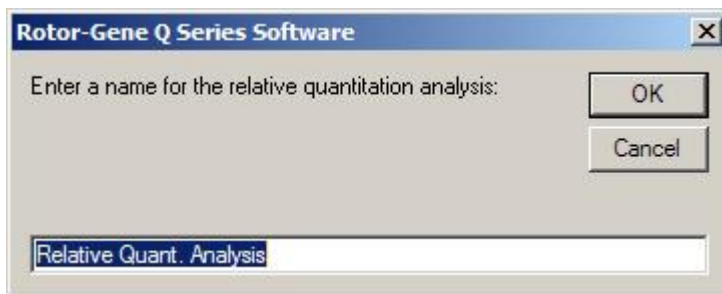 Rotor-Gene Q Series Software
Enter a name for the relative quantitation analysis:
OK
Cancel
Relative Quant. Analysis